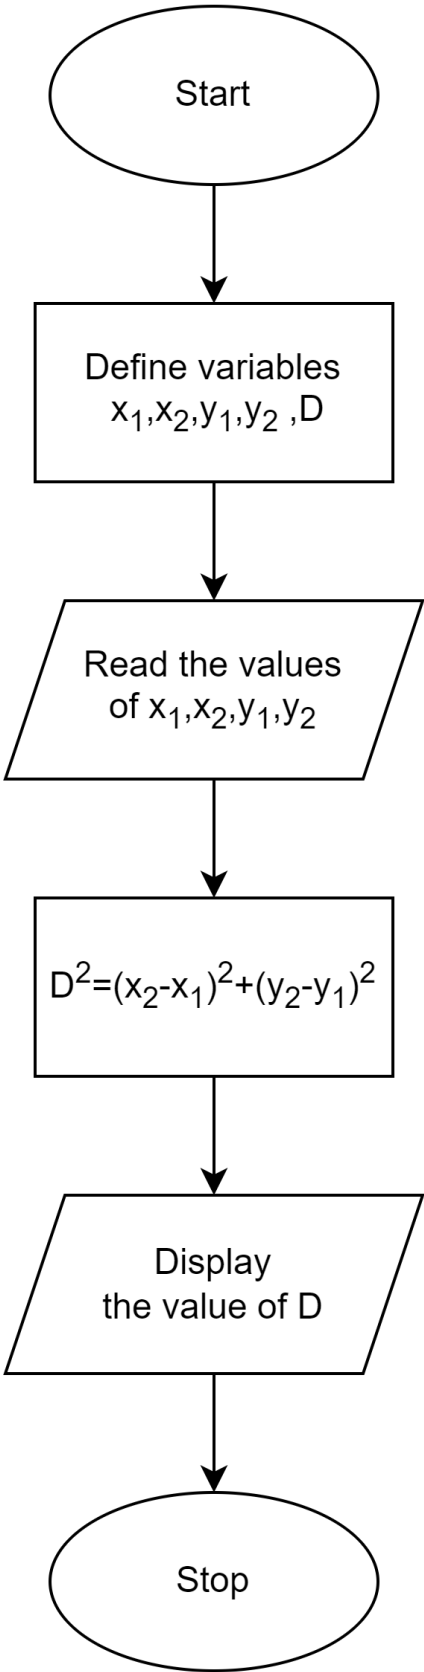 Start
Define variables
x₁,x₂,y₁,y₂ ,D
Read the values
of x₁,x₂,y₁,y₂
D²=(x₂-x₁)²+(y₂-y₁)²
Display
the value of D
Stop